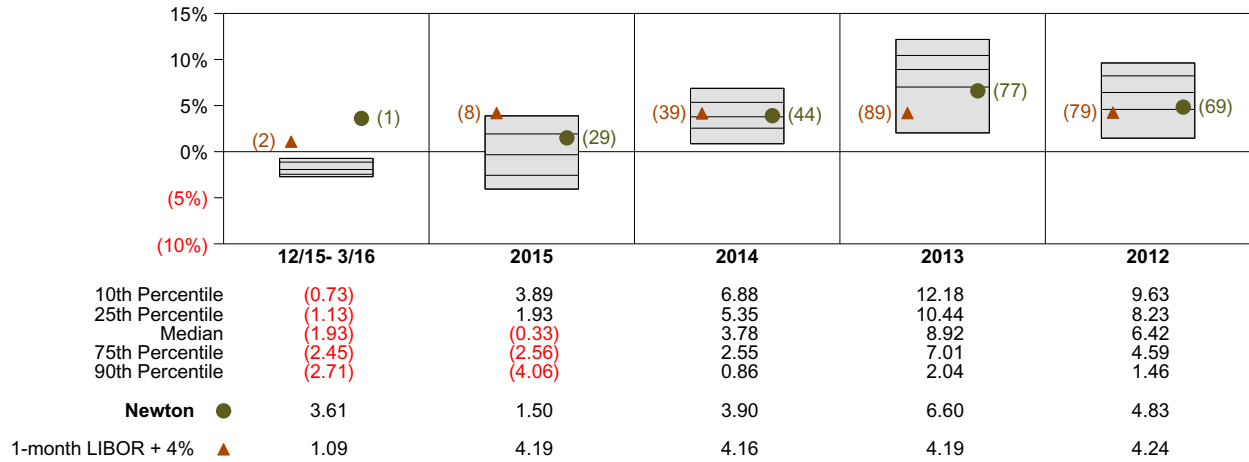 15%
10%
5%
0%
(5%)
(10%)
(2) (1) (8) (29) (39) (44) (89) (77) (79) (69)
12/15- 3/16 2015 2014 2013 2012
10th Percentile (0.73) 3.89 6.88 12.18 9.63
25th Percentile (1.13) 1.93 5.35 10.44 8.23
Median (1.93) (0.33) 3.78 8.92 6.42
75th Percentile (2.45) (2.56) 2.55 7.01 4.59
90th Percentile (2.71) (4.06) 0.86 2.04 1.46
Newton 3.61 1.50 3.90 6.60 4.83
1-month LIBOR + 4% 1.09 4.19 4.16 4.19 4.24